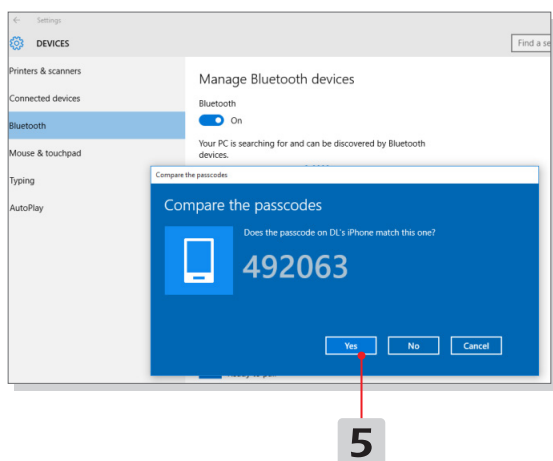 Settings
DEVICES
Find a se
Printers & scanners
Connected devices
Bluetooth
Mouse & touchpad
Typing
AutoPlay
Manage Bluetooth devices
Bluetooth
On
Your PC is searching for and can be discovered by Bluetooth
devices.
Compare the passcodes
Compare the passcodes
Does the passcode on DL's iPhone match this one?
492063
Yes
No
Cancel
5